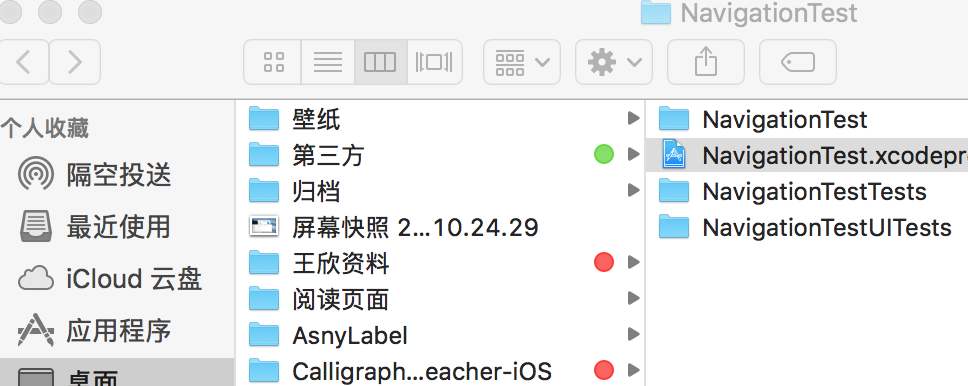 NavigationTest
个人收藏
隔空投送
最近使用
iCloud 云盘
应用程序
桌面
壁纸
第三方
归档
屏幕快照 2...10.24.29
王欣资料
阅读页面
AsnyLabel
Calligraph...eacher-iOS
NavigationTest
NavigationTest.xcodepr
NavigationTestTests
NavigationTestUITests